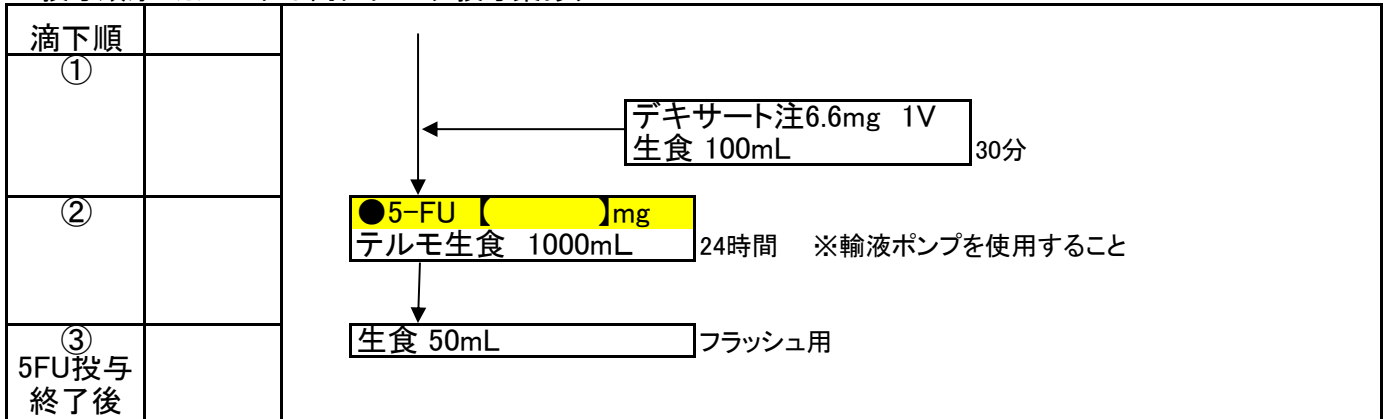 滴下順
①
デキサート注6.6mg 1V
生食 100mL 30分
② ●5-FU 【 】mg
テルモ生食 1000mL 24時間 ※輸液ポンプを使用すること
③ 生食 50mL フラッシュ用
5FU投与
終了後